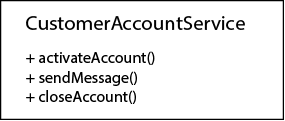 CustomerAccountService
+ activateAccount()
+ sendMessage()
+ closeAccount()